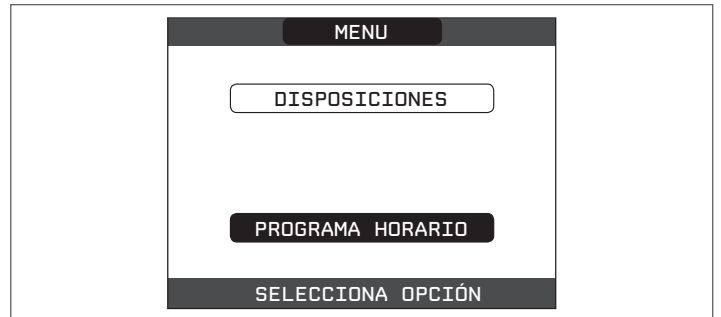 MENU
DISPOSICIONES
PROGRAMA HORARIO
SELECCIONA OPCIÓN